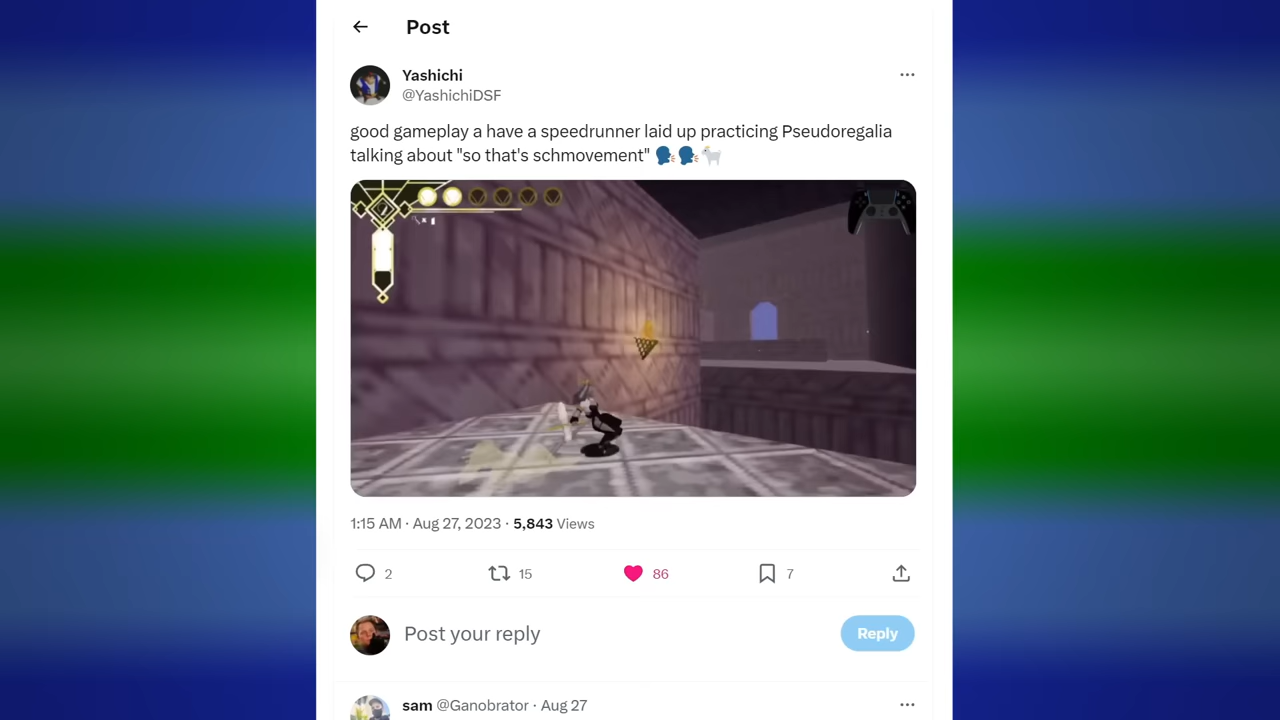 Post
Yashichi
@YashichiDSF
good gameplay a have a speedrunner laid up practicing Pseudoregalia
talking about "so that's schmovement" 🗣️🗣️🐐
1:15 AM · Aug 27, 2023 · 5,843 Views
2 15 86 7
Post your reply
Reply
sam @Ganobrator · Aug 27